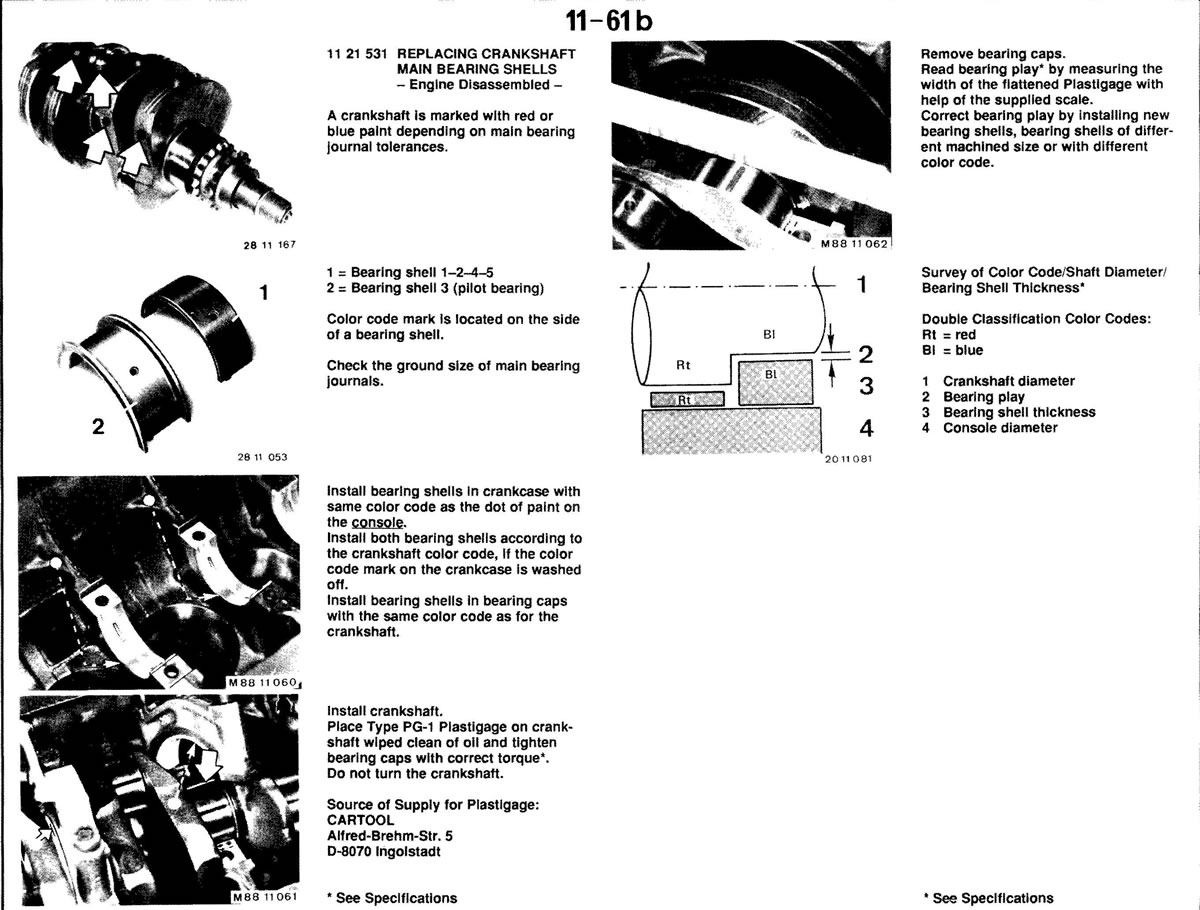 11-61b
11 21 531 REPLACING CRANKSHAFT
MAIN BEARING SHELLS
– Engine Disassembled –
A crankshaft is marked with red or
blue paint depending on main bearing
journal tolerances.
28 11 167
1 = Bearing shell 1–2–4–5
2 = Bearing shell 3 (pilot bearing)
Color code mark is located on the side
of a bearing shell.
Check the ground size of main bearing
journals.
1
2
28 11 053
Install bearing shells in crankcase with
same color code as the dot of paint on
the console.
Install both bearing shells according to
the crankshaft color code, if the color
code mark on the crankcase is washed
off.
Install bearing shells in bearing caps
with the same color code as for the
crankshaft.
M88 11 060
Install crankshaft.
Place Type PG-1 Plastigage on crank-
shaft wiped clean of oil and tighten
bearing caps with correct torque*.
Do not turn the crankshaft.
Source of Supply for Plastigage:
CARTOOL
Alfred-Brehm-Str. 5
D-8070 Ingolstadt
M88 11 061
* See Specifications
Remove bearing caps.
Read bearing play* by measuring the
width of the flattened Plastigage with
help of the supplied scale.
Correct bearing play by installing new
bearing shells, bearing shells of differ-
ent machined size or with different
color code.
M88 11 062
Survey of Color Code/Shaft Diameter/
Bearing Shell Thickness*
Double Classification Color Codes:
Rt = red
Bl = blue
1 Crankshaft diameter
2 Bearing play
3 Bearing shell thickness
4 Console diameter
1
Bl
2
Rt
Bl
3
Rt
4
20 11 081
* See Specifications